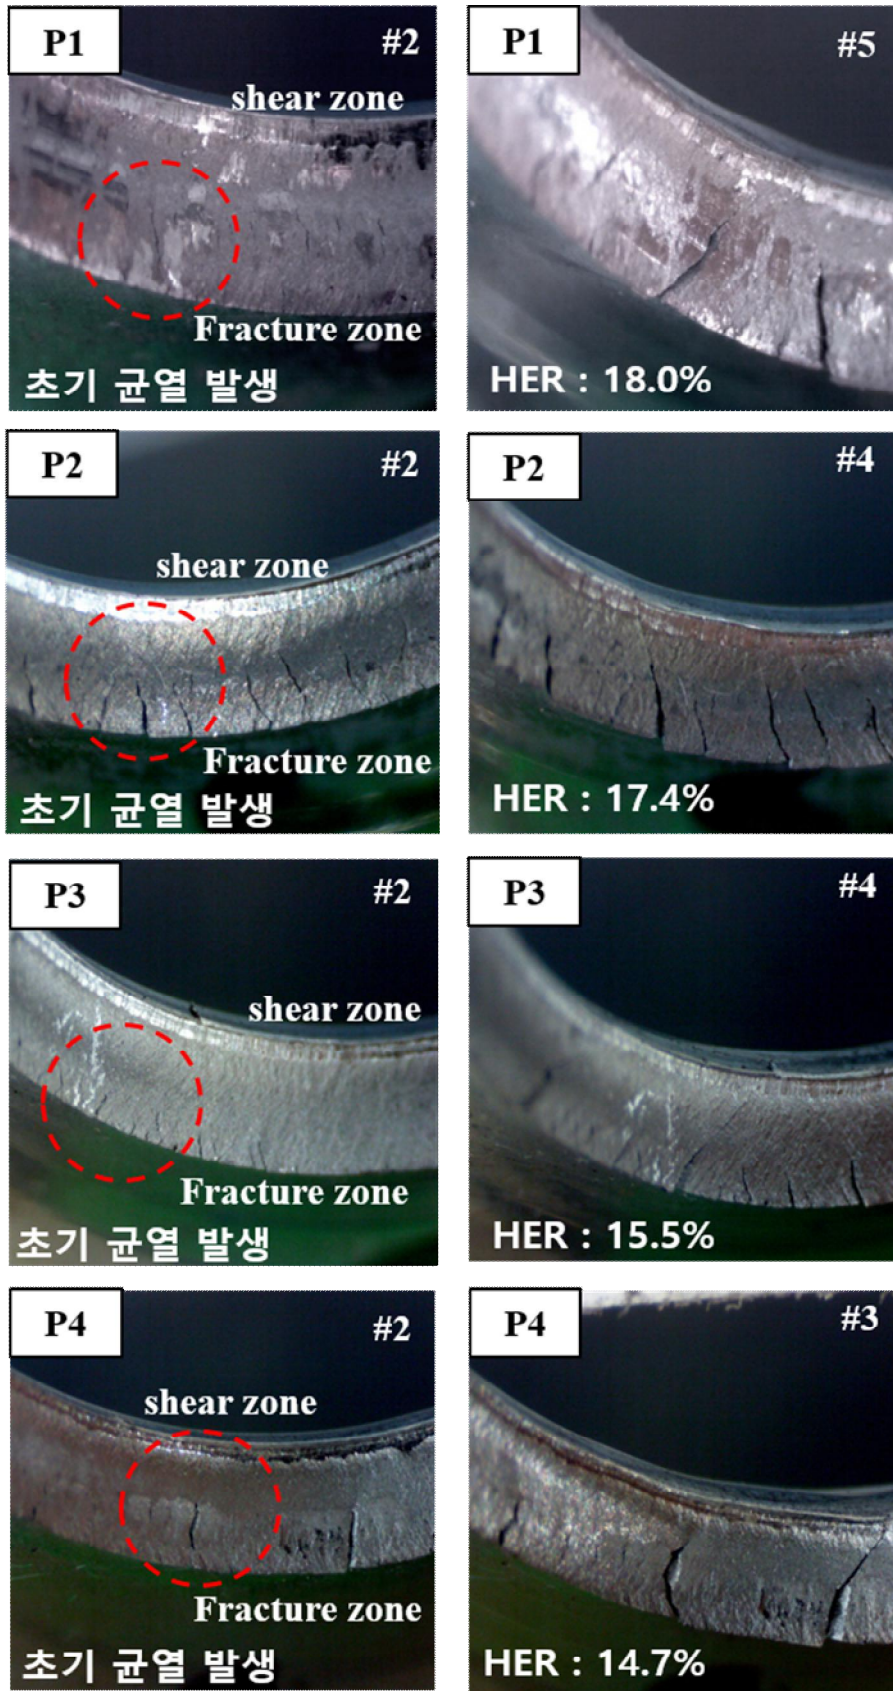 P1
#2
shear zone
Fracture zone
초기 균열 발생
P1
#5
HER : 18.0%
P2
#2
shear zone
Fracture zone
초기 균열 발생
P2
#4
HER : 17.4%
P3
#2
shear zone
Fracture zone
초기 균열 발생
P3
#4
HER : 15.5%
P4
#2
shear zone
Fracture zone
초기 균열 발생
P4
#3
HER : 14.7%